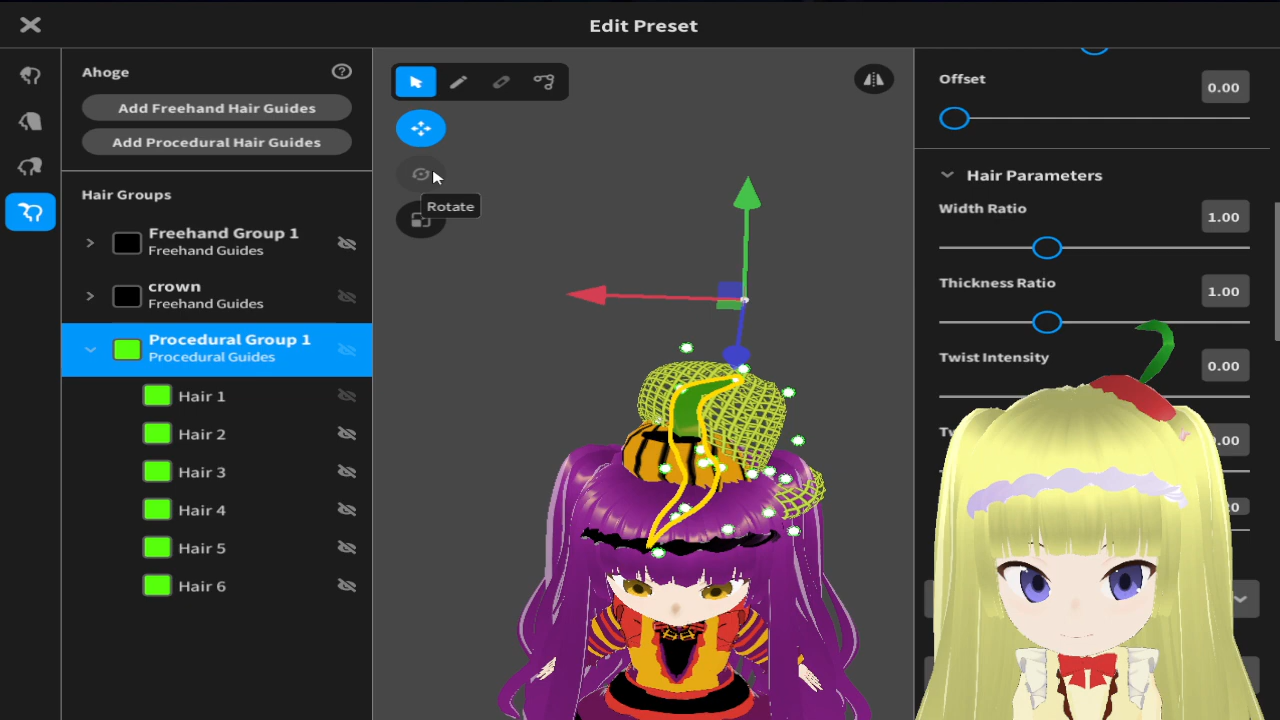 Edit Preset
Ahoge
Add Freehand Hair Guides
Add Procedural Hair Guides
Hair Groups
Freehand Group 1
Freehand Guides
crown
Freehand Guides
Procedural Group 1
Procedural Guides
Hair 1
Hair 2
Hair 3
Hair 4
Hair 5
Hair 6
Rotate
Offset
0.00
Hair Parameters
Width Ratio
1.00
Thickness Ratio
1.00
Twist Intensity
0.00